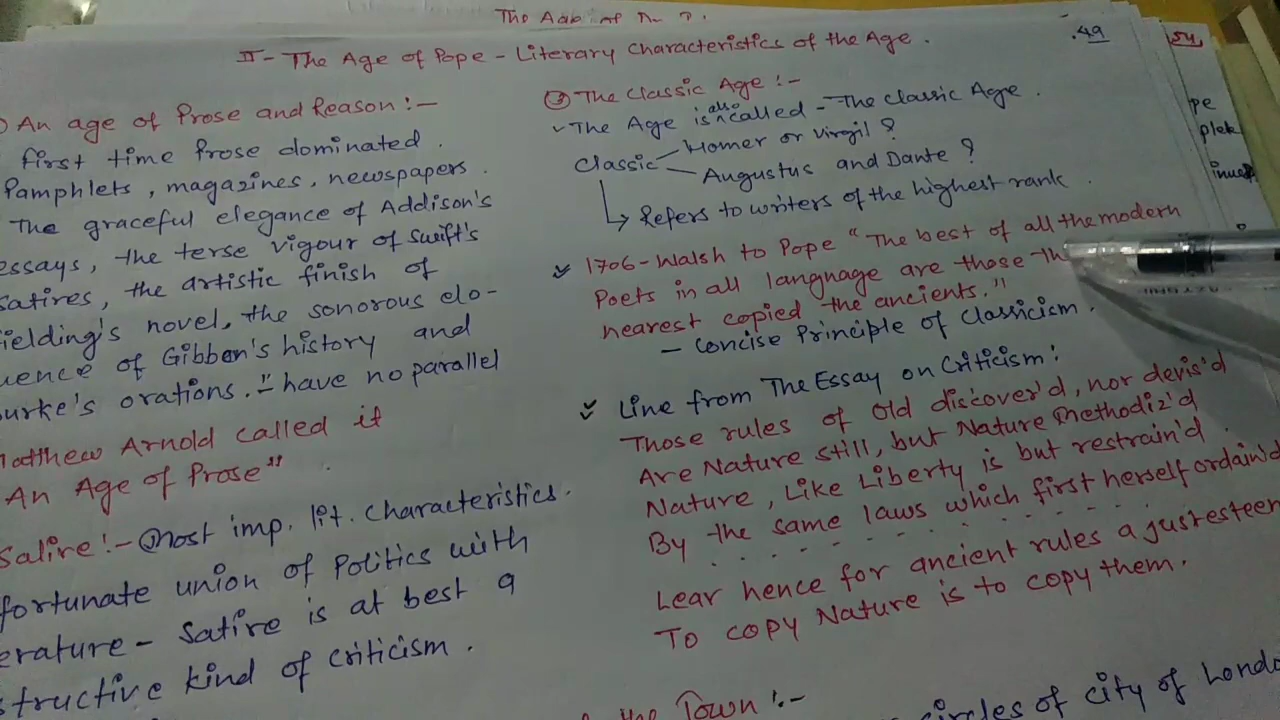 II - The Age of Pope - Literary Characteristics of the Age .
.49
54
An age of Prose and Reason :-
first time Prose dominated .
Pamphlets , magazines, newspapers .
The graceful elegance of Addison's
essays, the terse vigour of Swift's
Satires, the artistic finish of
ielding's novel, the sonorous elo-
uence of Gibbon's history and
urke's orations." - have no parallel
Matthew Arnold called it
An Age of Prose" .
Satire :- Most imp. lit. characteristics.
fortunate union of Politics with
erature - Satire is at best a
structive kind of criticism .
③ The Classic Age :-
The Age is also called - The Classic Age .
Classic - Homer or Virgil ?
- Augustus and Dante ?
→ Refers to writers of the highest rank .
1706 - Walsh to Pope "The best of all the modern
Poets in all language are those th
nearest copied the ancients."
- Concise Principle of Classicism .
Line from The Essay on Criticism :
Those rules of old discover'd, nor devis'd
Are Nature still, but Nature Methodiz'd
Nature, Like Liberty is but restrain'd .
By the same laws which first herself ordain'd
. . . . . . . . . . . .
Lear hence for ancient rules a just esteem
To copy Nature is to copy them .
pe
plek
inue
the Town :-
circles of city of Londo